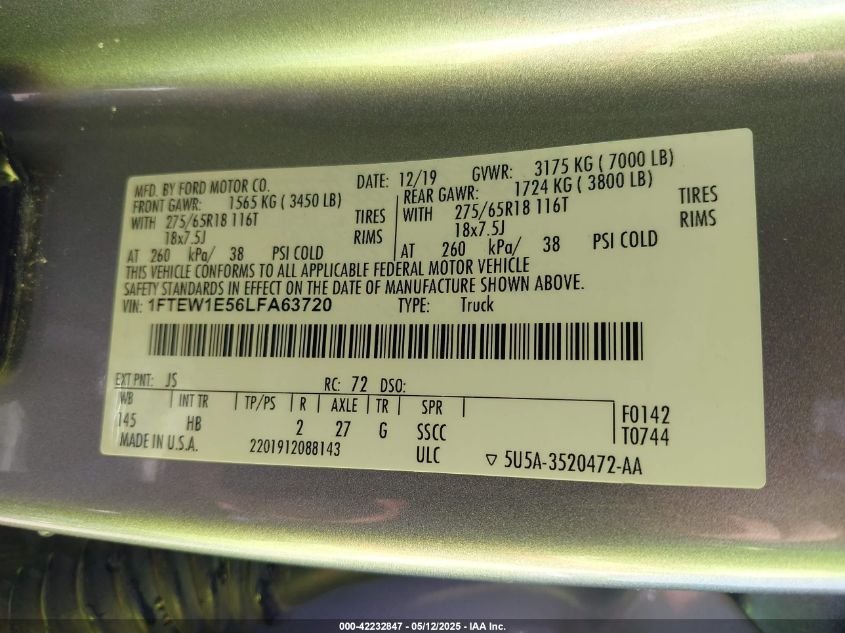 MFD. BY FORD MOTOR CO. DATE: 12/19 GVWR: 3175 KG ( 7000 LB)
FRONT GAWR: 1565 KG ( 3450 LB) REAR GAWR: 1724 KG ( 3800 LB)
WITH 275/65R18 116T TIRES WITH 275/65R18 116T TIRES
18x7.5J RIMS 18x7.5J RIMS
AT 260 kPa/ 38 PSI COLD AT 260 kPa/ 38 PSI COLD
THIS VEHICLE CONFORMS TO ALL APPLICABLE FEDERAL MOTOR VEHICLE
SAFETY STANDARDS IN EFFECT ON THE DATE OF MANUFACTURE SHOWN ABOVE.
VIN: 1FTEW1E56LFA63720 TYPE: Truck
EXT PNT: JS RC: 72 DSO:
WB INT TR TP/PS R AXLE TR SPR F0142
145 HB 2 27 G SSCC T0744
MADE IN U.S.A. 2201912088143 ULC ▽ 5U5A-3520472-AA
000-42232847 - 05/12/2025 - IAA Inc.